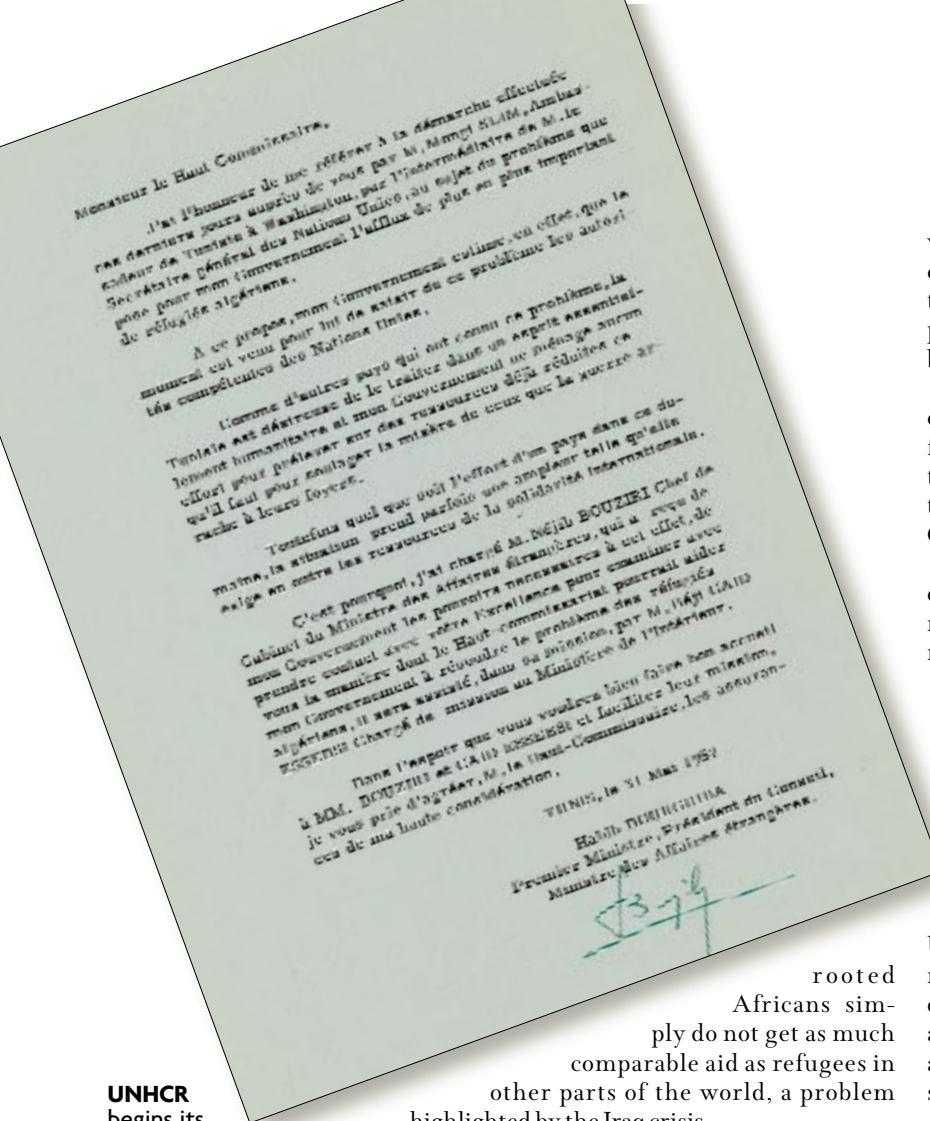 Monsieur le Haut Commissaire,
J'ai l'honneur de me référer à la démarche effectuée
ces derniers jours auprès de vous par M. Mongi SLIM, Ambas-
sadeur de Tunisie à Washington, par l'intermédiaire de M. le
Secrétaire général des Nations Unies, au sujet du problème que
pose pour mon Gouvernement l'afflux de plus en plus important
de réfugiés algériens.
A ce propos, mon Gouvernement estime, en effet, que le
moment est venu pour lui de saisir de ce problème les autori-
tés compétentes des Nations Unies.
Comme d'autres pays qui ont connu ce problème, la
Tunisie est désireuse de le traiter dans un esprit essentiel-
lement humanitaire et mon Gouvernement ne ménage aucun
effort pour prélever sur des ressources déjà réduites ce
qu'il faut pour soulager la misère de ceux que la guerre ar-
rache à leurs foyers.
Toutefois quel que soit l'effort d'un pays dans ce do-
maine, la situation prend parfois une ampleur telle qu'elle
exige en outre les ressources de la solidarité internationale.
C'est pourquoi, j'ai chargé M. Néjib BOUZIRI Chef de
Cabinet du Ministre des Affaires étrangères, qui a reçu de
mon Gouvernement les pouvoirs nécessaires à cet effet, de
prendre contact avec votre Excellence pour examiner avec
vous la manière dont le Haut-commissariat pourrait aider
mon Gouvernement à résoudre le problème des réfugiés
algériens, il sera assisté, dans sa mission, par M. Béji CAID
ESSEBSI Chargé de mission au Ministère de l'Intérieur.
Dans l'espoir que vous voudrez bien faire bon accueil
à MM. BOUZIRI et CAID ESSEBSI et faciliter leur mission,
je vous prie d'agréer, M. le Haut-Commissaire, les assuran-
ces de ma haute considération.
TUNIS, le 31 Mai 1957
Habib BOURGUIBA
Premier Ministre, Président du Conseil,
Ministre des Affaires étrangères.
rooted
Africans sim-
ply do not get as much
comparable aid as refugees in
other parts of the world, a problem
highlighted by the Iraq crisis
UNHCR
begins its